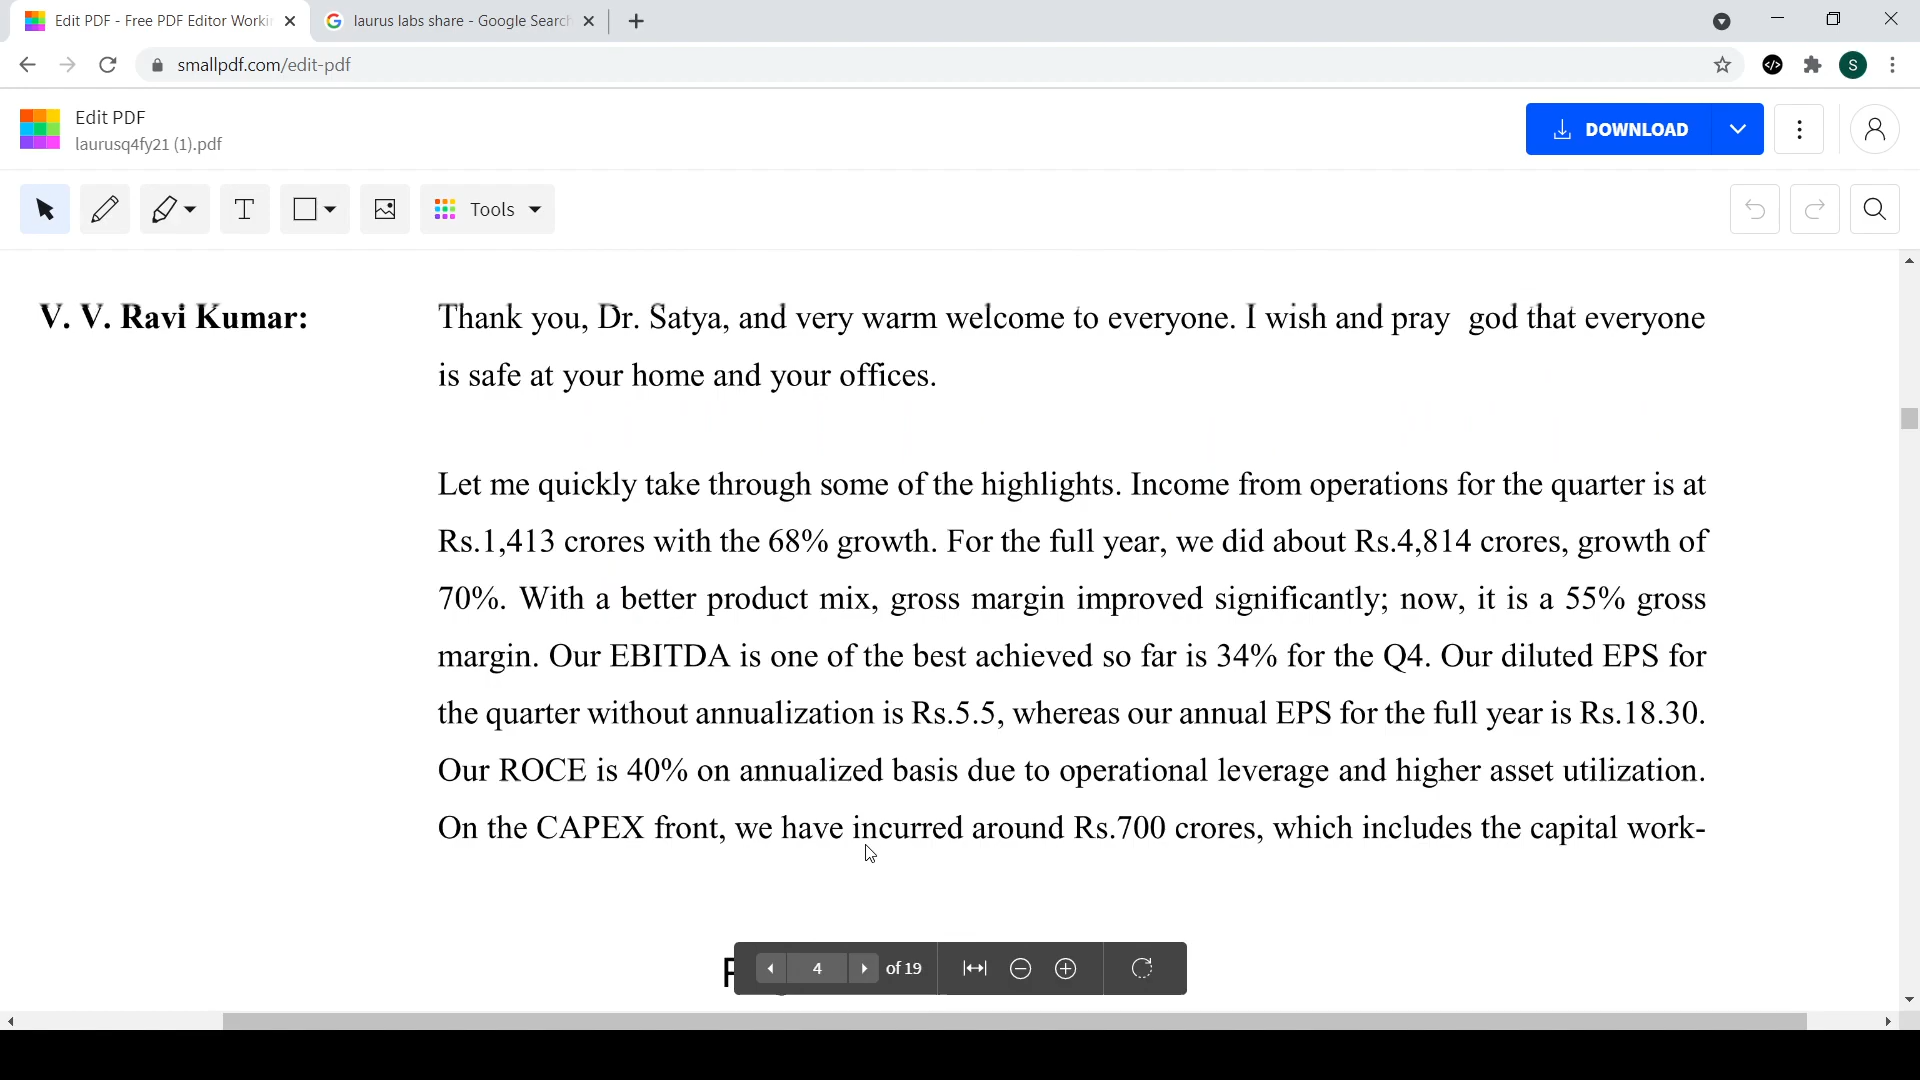 Edit PDF - Free PDF Editor Workin
laurus labs share - Google Search
smallpdf.com/edit-pdf
S
Edit PDF
laurusq4fy21 (1).pdf
DOWNLOAD
T
Tools
V. V. Ravi Kumar: Thank you, Dr. Satya, and very warm welcome to everyone. I wish and pray god that everyone
is safe at your home and your offices.
Let me quickly take through some of the highlights. Income from operations for the quarter is at
Rs.1,413 crores with the 68% growth. For the full year, we did about Rs.4,814 crores, growth of
70%. With a better product mix, gross margin improved significantly; now, it is a 55% gross
margin. Our EBITDA is one of the best achieved so far is 34% for the Q4. Our diluted EPS for
the quarter without annualization is Rs.5.5, whereas our annual EPS for the full year is Rs.18.30.
Our ROCE is 40% on annualized basis due to operational leverage and higher asset utilization.
On the CAPEX front, we have incurred around Rs.700 crores, which includes the capital work-
4 of 19